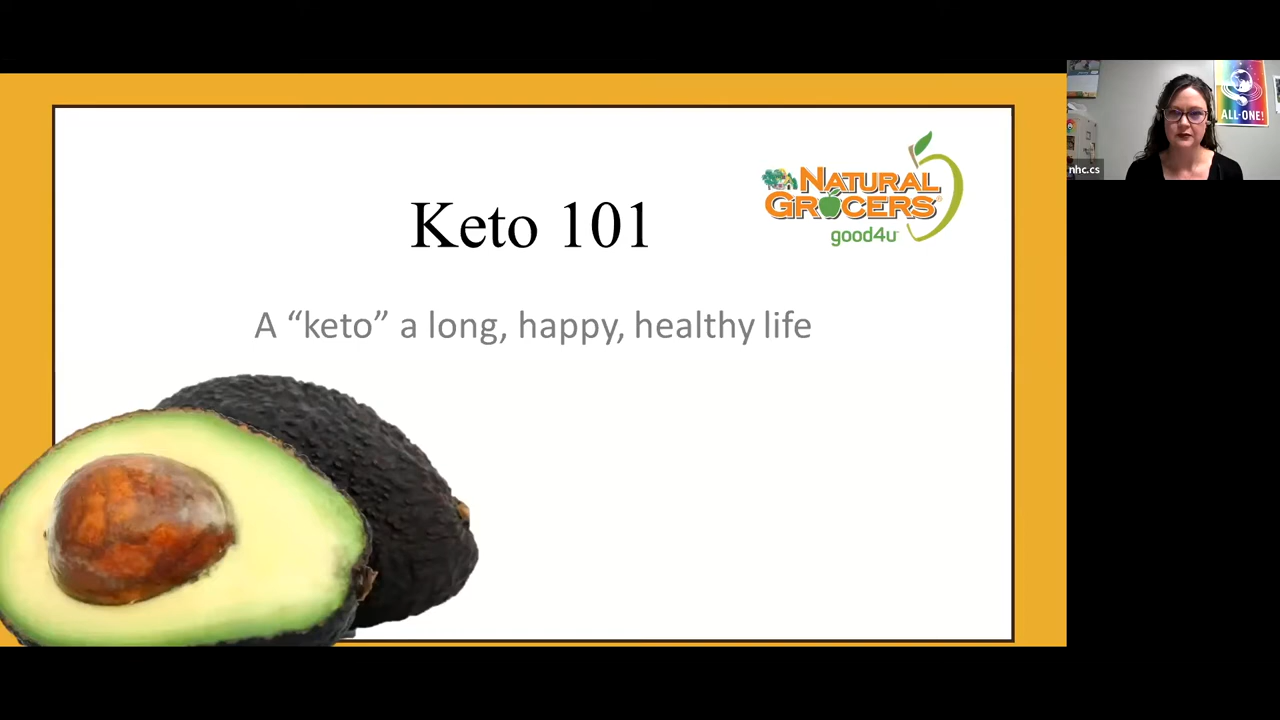 Keto 101
NATURAL
GROCERS®
good4u
A “keto” a long, happy, healthy life
nhc.cs
ALL-ONE!